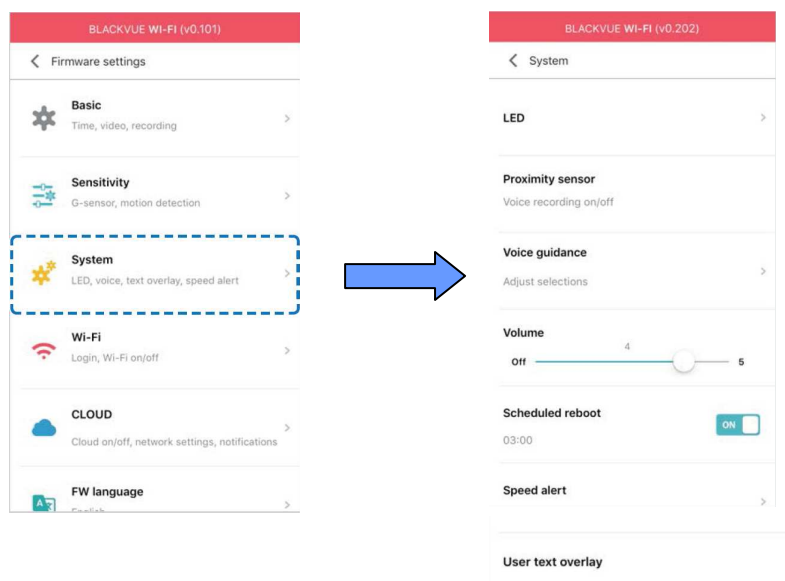 BLACKVUE WI-FI (v0.101)
Firmware settings
Basic
Time, video, recording
Sensitivity
G-sensor, motion detection
System
LED, voice, text overlay, speed alert
Wi-Fi
Login, Wi-Fi on/off
CLOUD
Cloud on/off, network settings, notifications
FW language
English
BLACKVUE WI-FI (v0.202)
System
LED
Proximity sensor
Voice recording on/off
Voice guidance
Adjust selections
Volume
4
Off 5
Scheduled reboot
ON
03:00
Speed alert
User text overlay